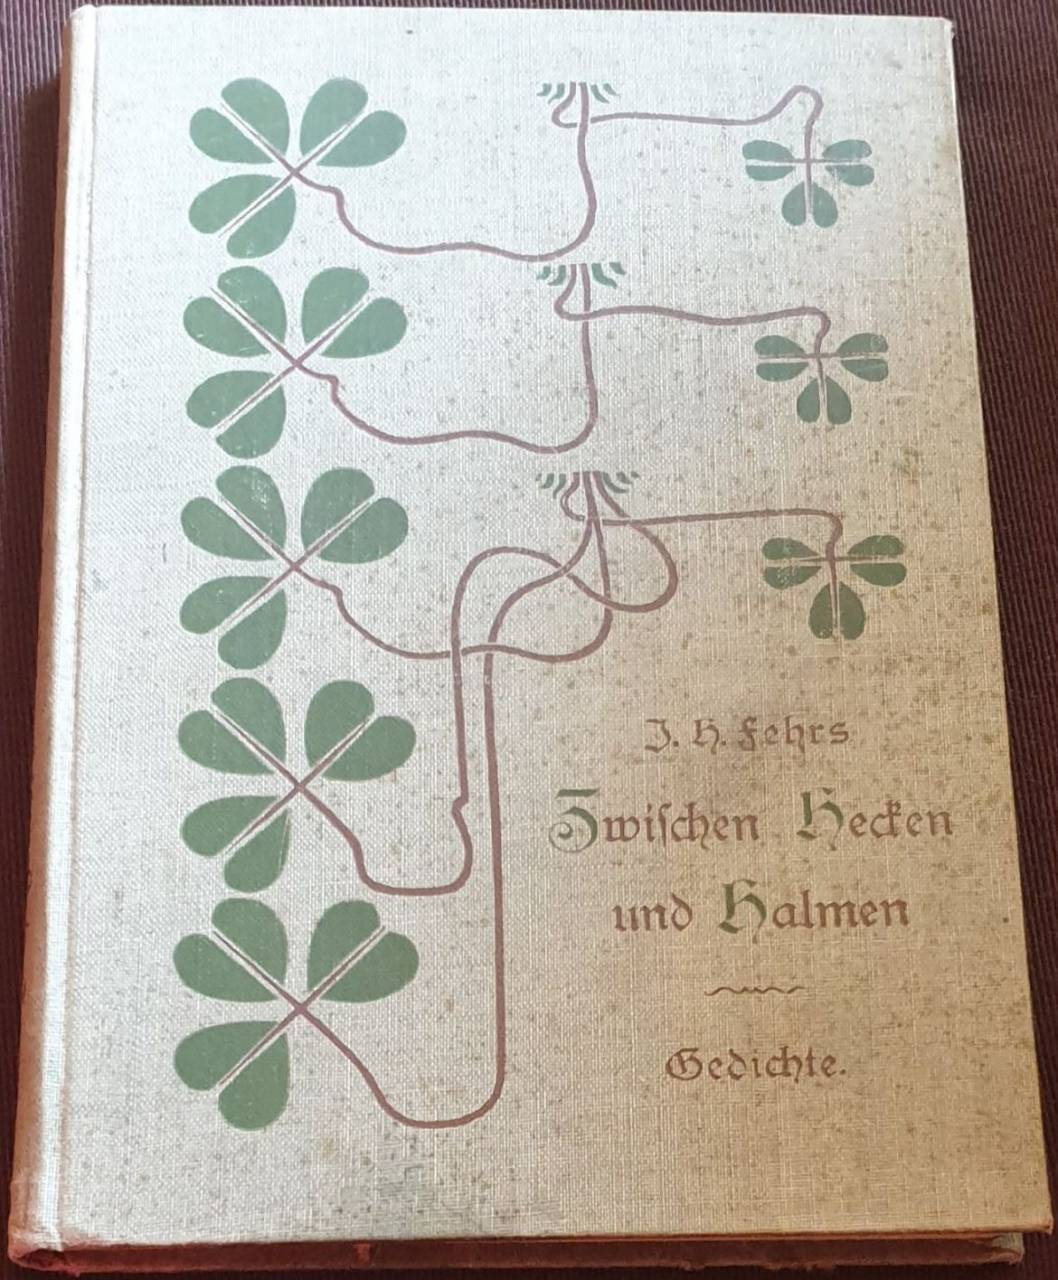 J. H. Fehrs
Zwiſchen Hecken
und Halmen
Gedichte.